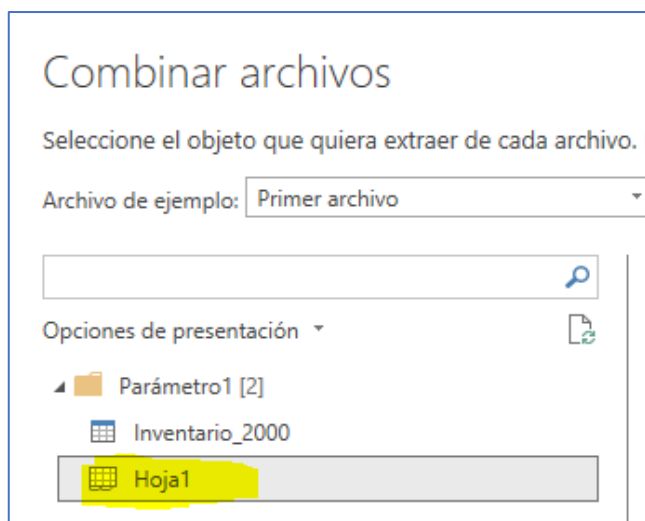 Combinar archivos
Seleccione el objeto que quiera extraer de cada archivo.
Archivo de ejemplo: Primer archivo
Opciones de presentación
Parámetro1 [2]
Inventario_2000
Hoja1